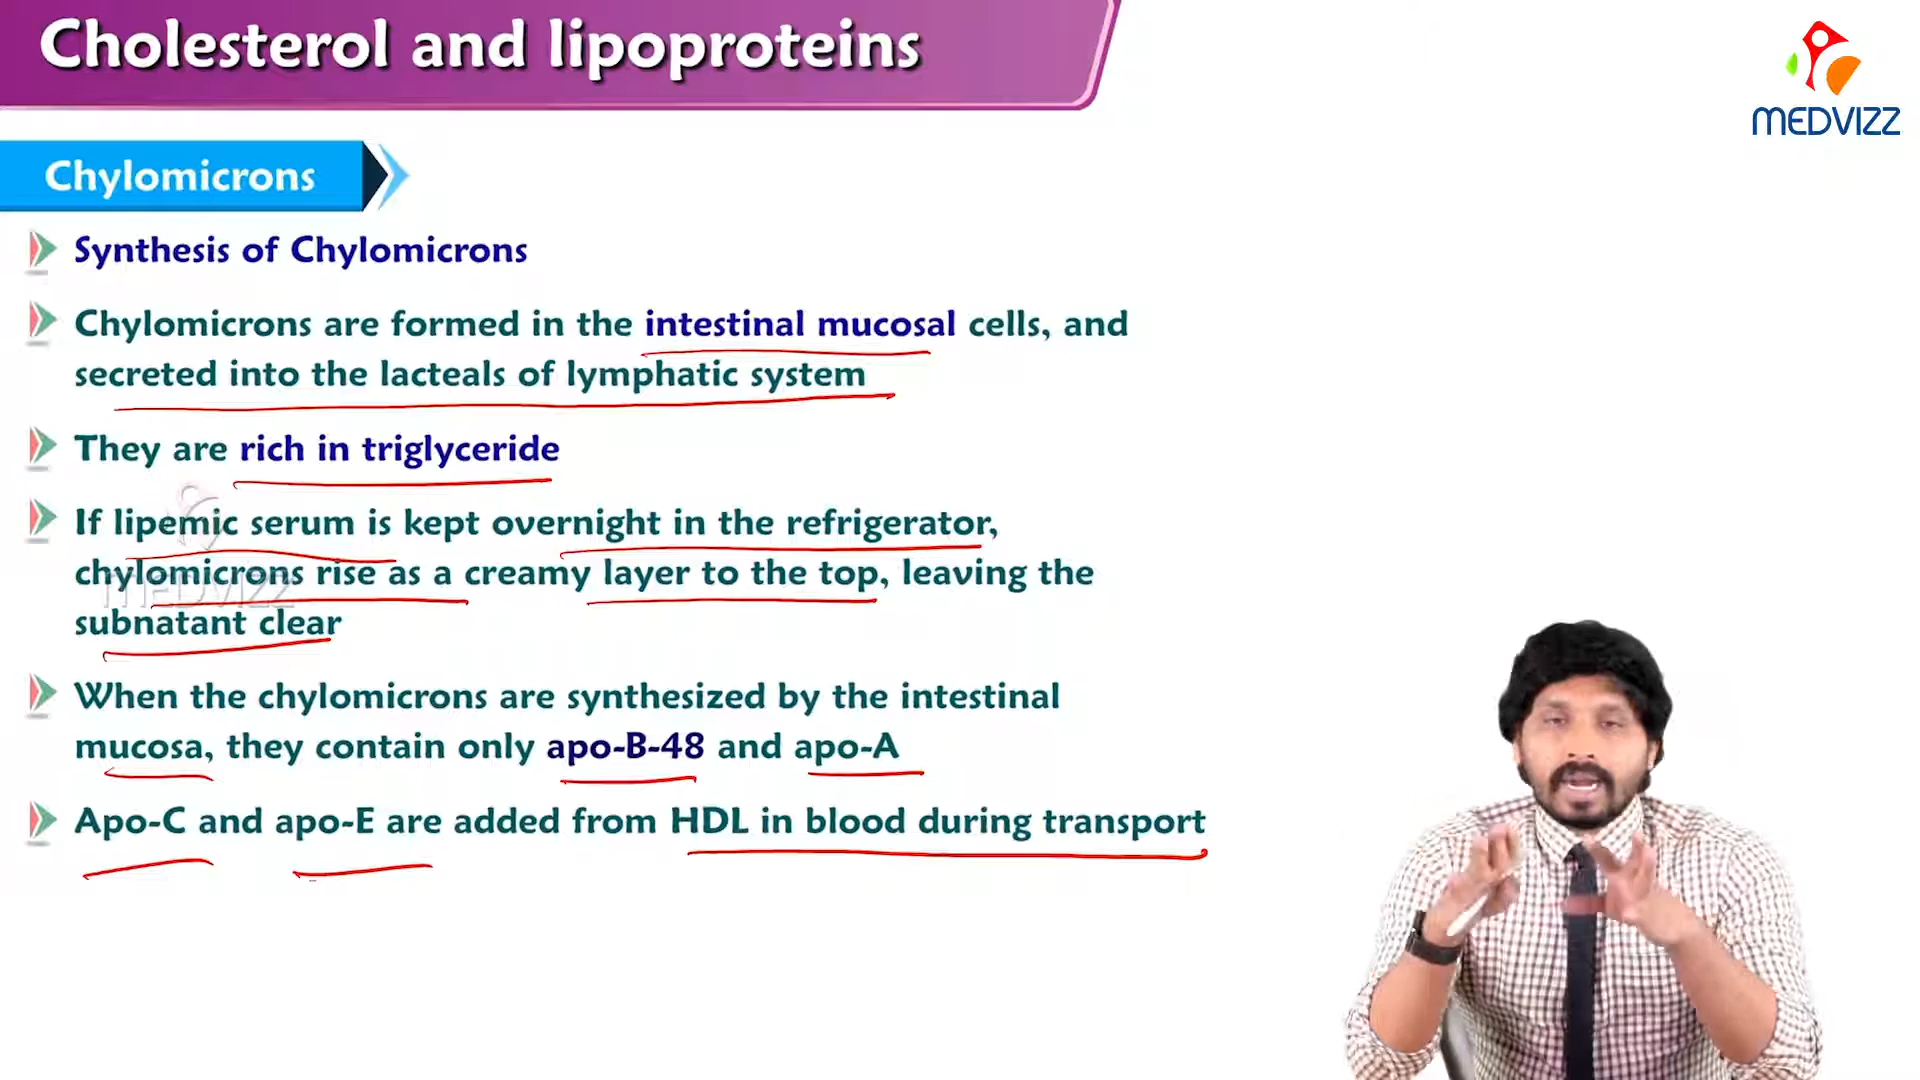 Cholesterol and lipoproteins
MEDVIZZ
Chylomicrons
Synthesis of Chylomicrons
Chylomicrons are formed in the intestinal mucosal cells, and
secreted into the lacteals of lymphatic system
They are rich in triglyceride
If lipemic serum is kept overnight in the refrigerator,
chylomicrons rise as a creamy layer to the top, leaving the
MEDVIZZ
subnatant clear
When the chylomicrons are synthesized by the intestinal
mucosa, they contain only apo-B-48 and apo-A
Apo-C and apo-E are added from HDL in blood during transport